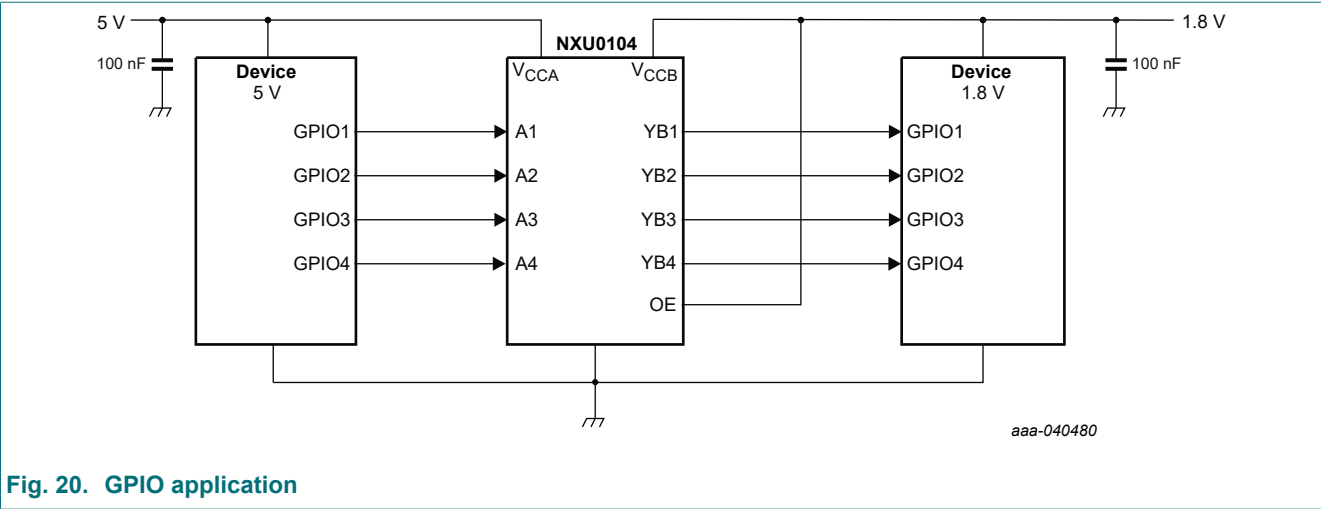 5 V
1.8 V
NXU0104
100 nF
100 nF
Device
5 V
VCCA
VCCB
Device
1.8 V
GPIO1
A1
YB1
GPIO1
GPIO2
A2
YB2
GPIO2
GPIO3
A3
YB3
GPIO3
GPIO4
A4
YB4
GPIO4
OE
aaa-040480
Fig. 20. GPIO application